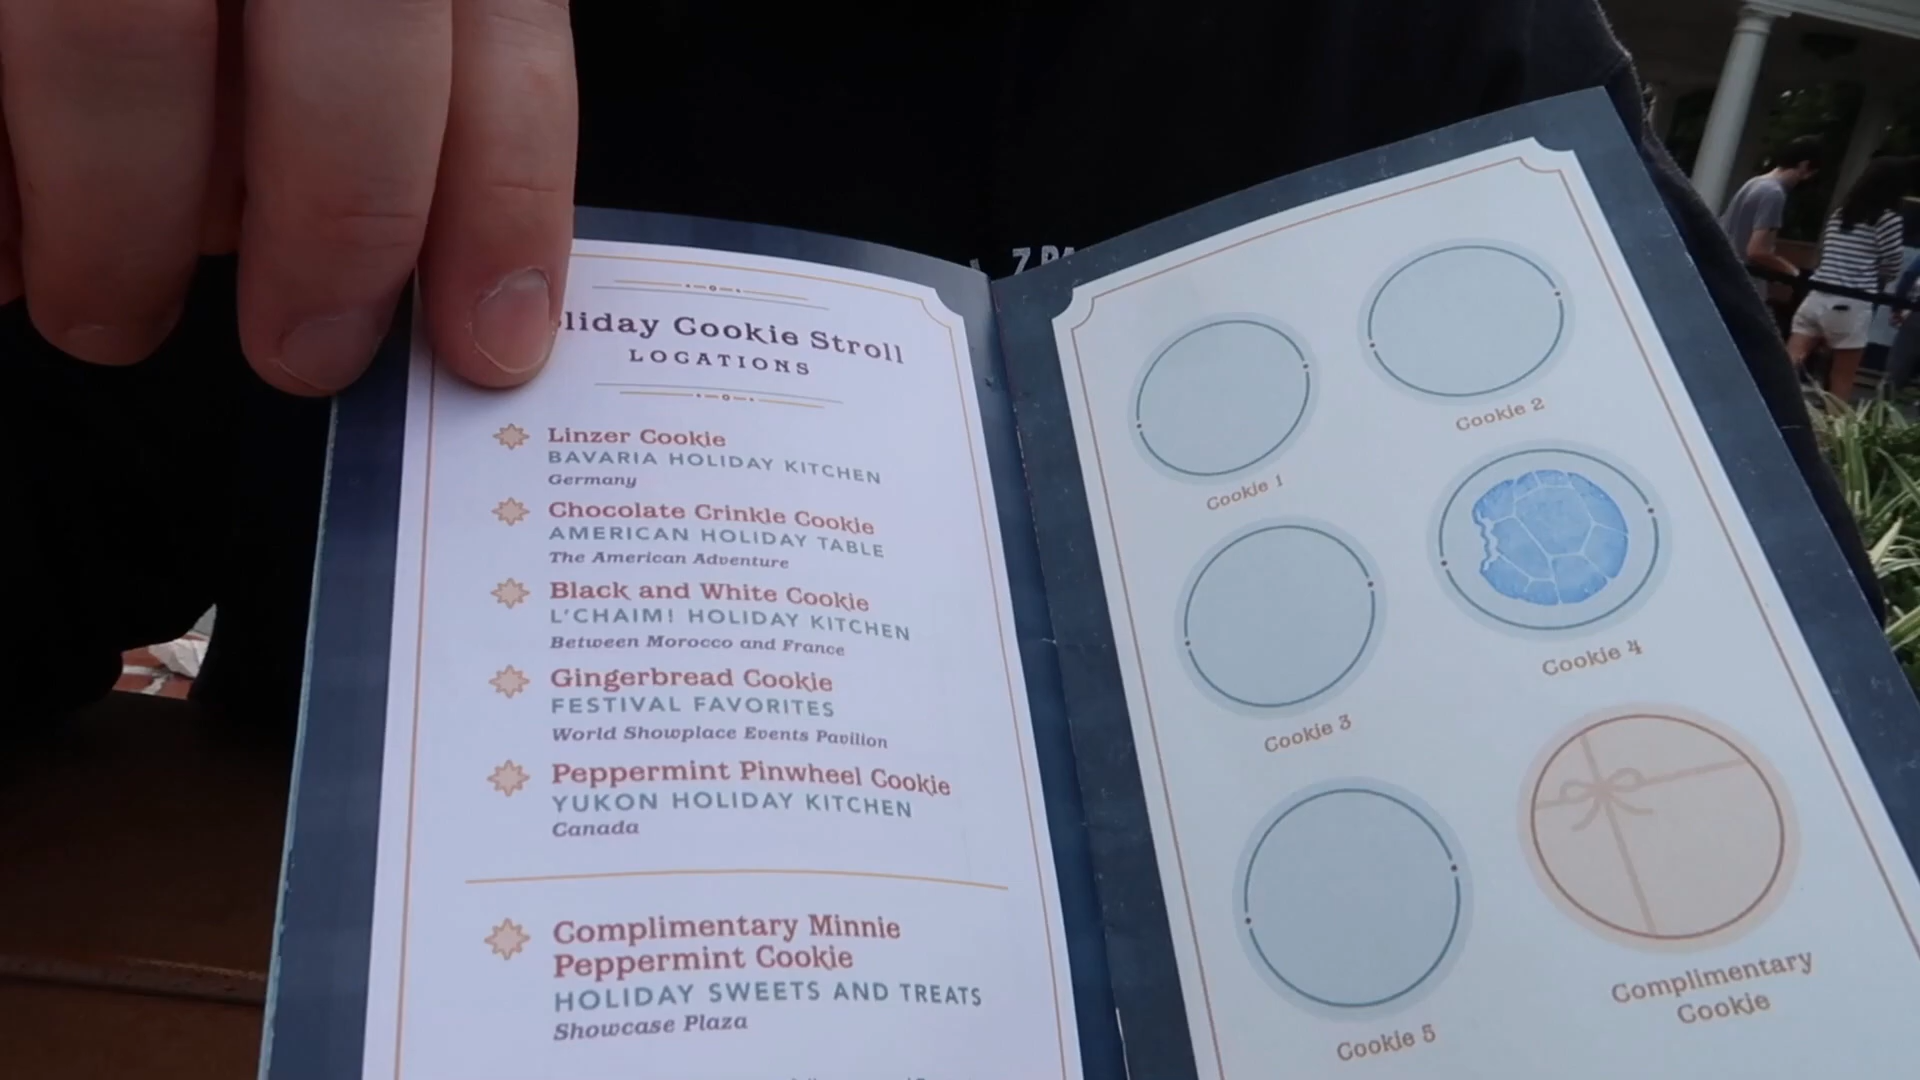 Cookie Stroll
LOCATIONS
Linzer Cookie
BAVARIA HOLIDAY KITCHEN
Germany
Chocolate Crinkle Cookie
AMERICAN HOLIDAY TABLE
The American Adventure
Black and White Cookie
L'CHAIM! HOLIDAY KITCHEN
Between Morocco and France
Gingerbread Cookie
FESTIVAL FAVORITES
World Showplace Events Pavilion
Peppermint Pinwheel Cookie
YUKON HOLIDAY KITCHEN
Canada
Complimentary Minnie
Peppermint Cookie
HOLIDAY SWEETS AND TREATS
Showcase Plaza
Cookie 1
Cookie 2
Cookie 3
Cookie 4
Cookie 5
Complimentary
Cookie